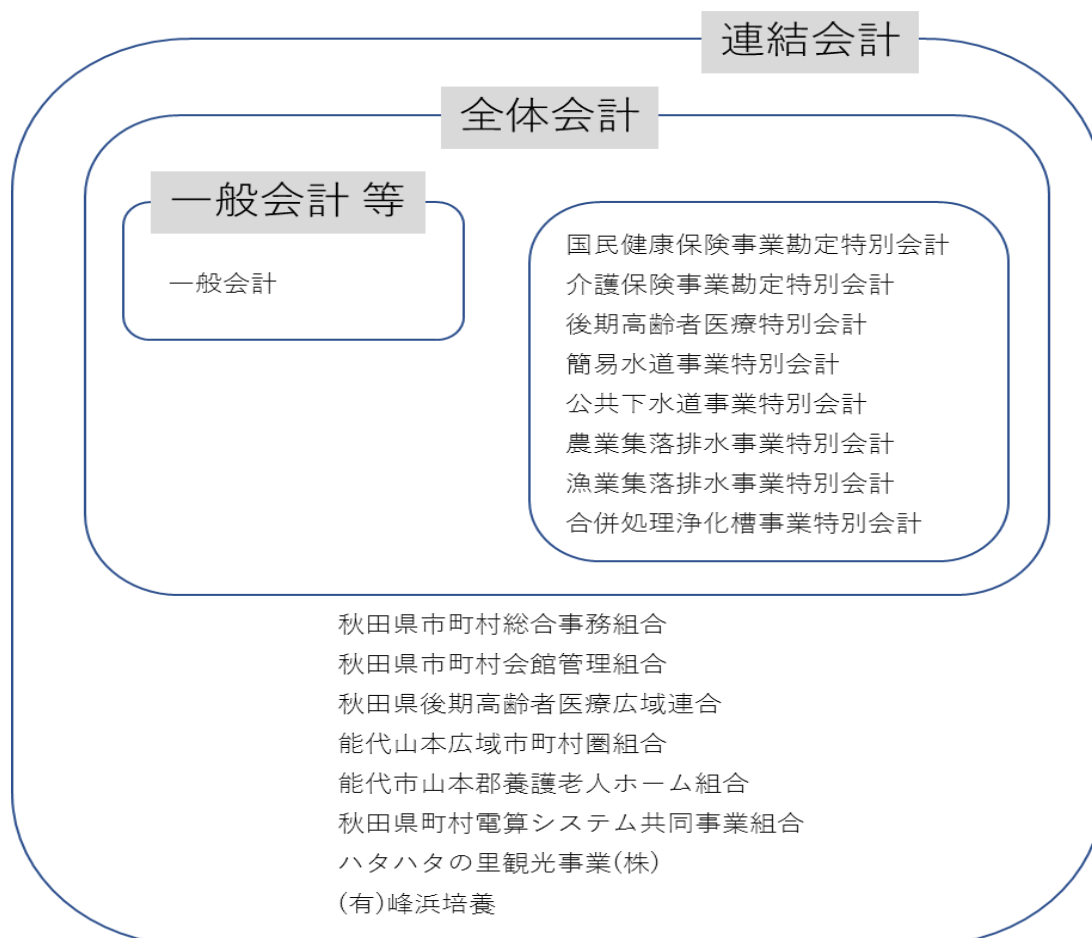 連結会計
全体会計
一般会計 等
一般会計
国民健康保険事業勘定特別会計
介護保険事業勘定特別会計
後期高齢者医療特別会計
簡易水道事業特別会計
公共下水道事業特別会計
農業集落排水事業特別会計
漁業集落排水事業特別会計
合併処理浄化槽事業特別会計
秋田県市町村総合事務組合
秋田県市町村会館管理組合
秋田県後期高齢者医療広域連合
能代山本広域市町村圏組合
能代市山本郡養護老人ホーム組合
秋田県町村電算システム共同事業組合
ハタハタの里観光事業(株)
(有)峰浜培養